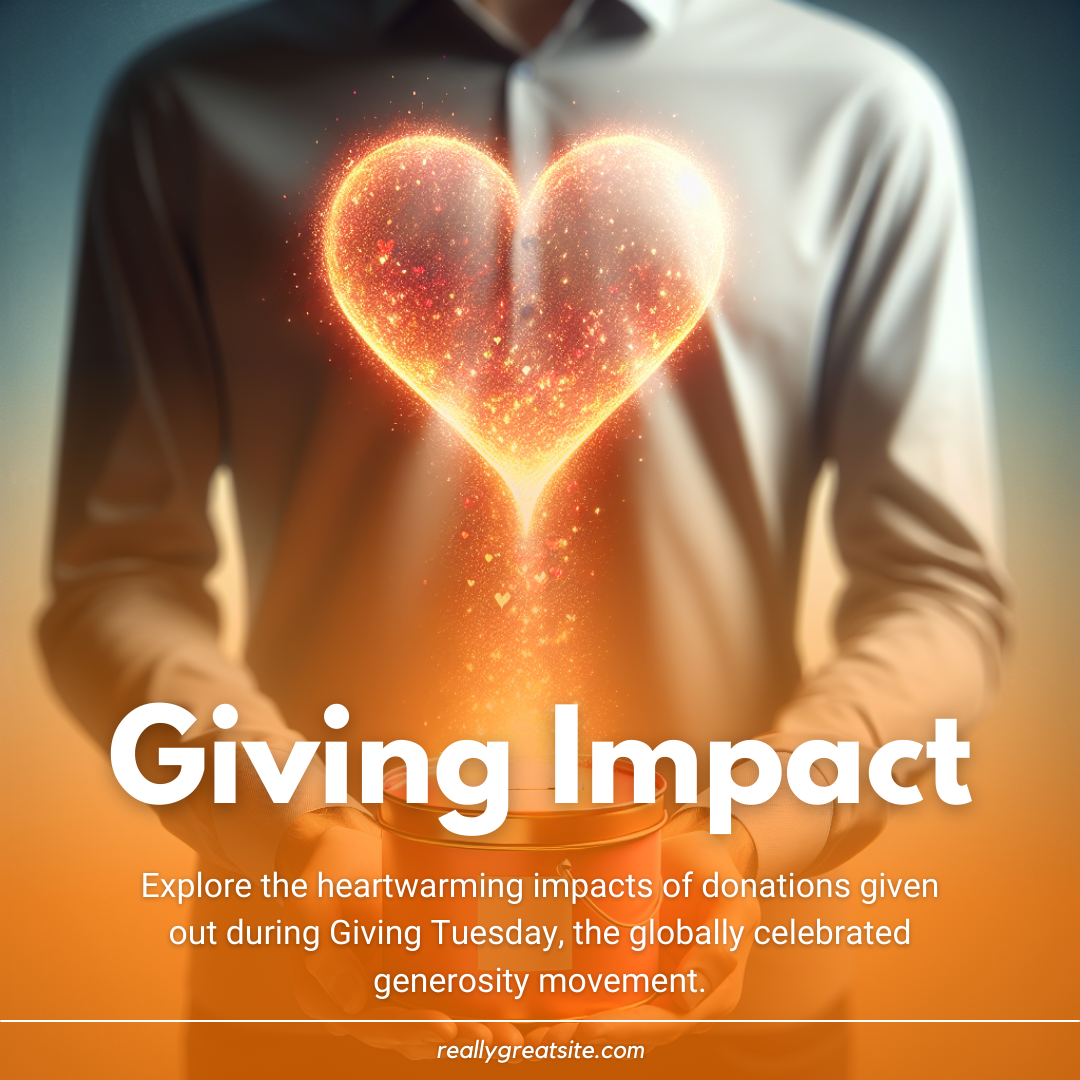 Giving Impact
Explore the heartwarming impacts of donations given
out during Giving Tuesday, the globally celebrated
generosity movement.
reallygreatsite.com